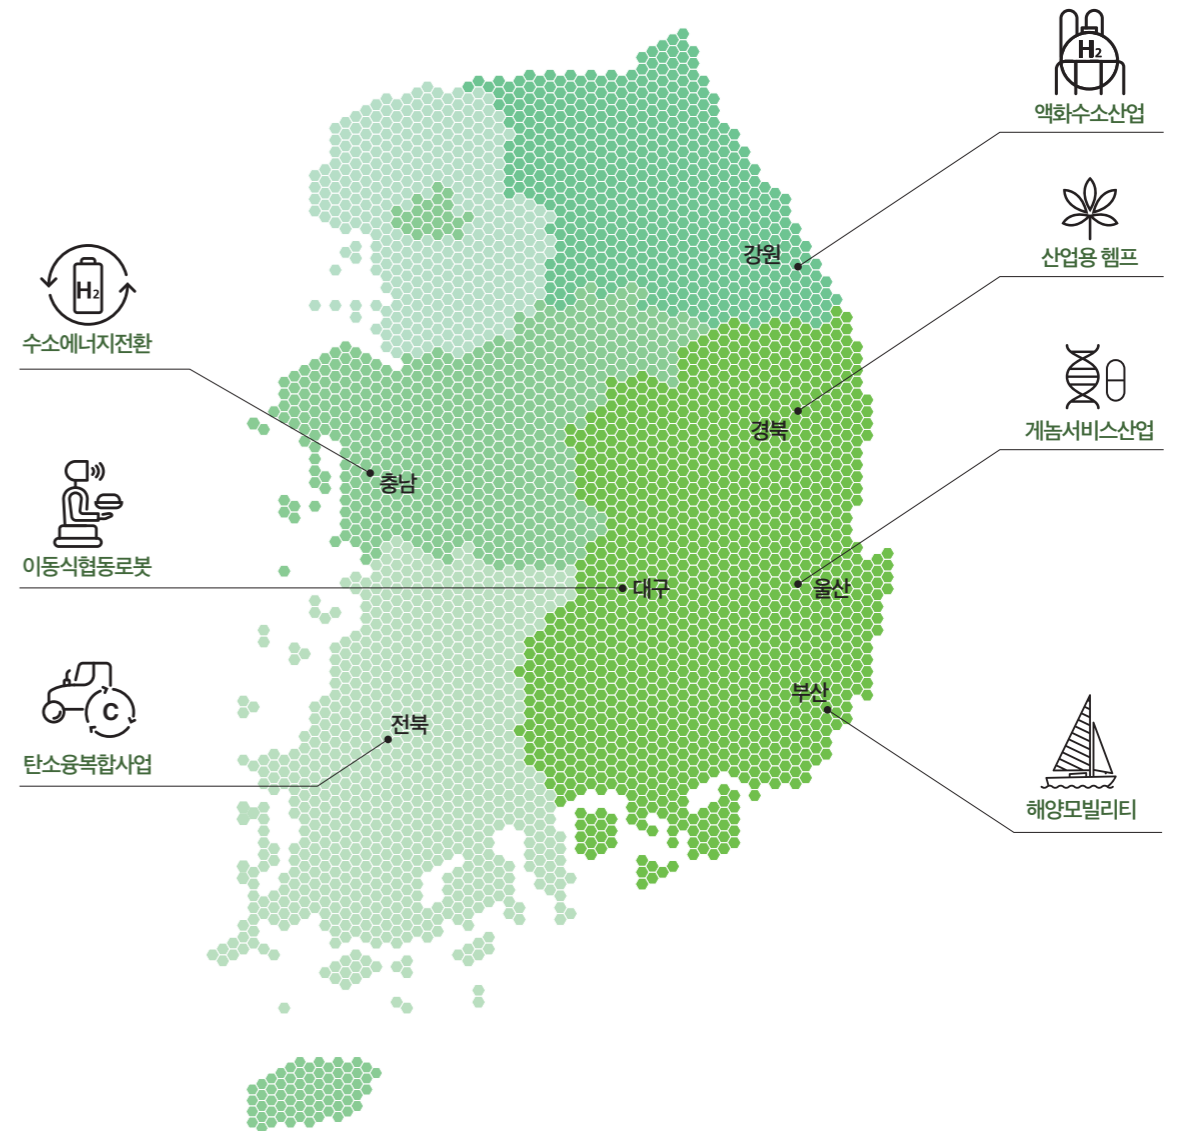 H2
액화수소산업
산업용 헴프
강원
H2
수소에너지전환
게놈서비스산업
경북
충남
이동식협동로봇
대구
울산
부산
C
전북
탄소융복합사업
해양모빌리티